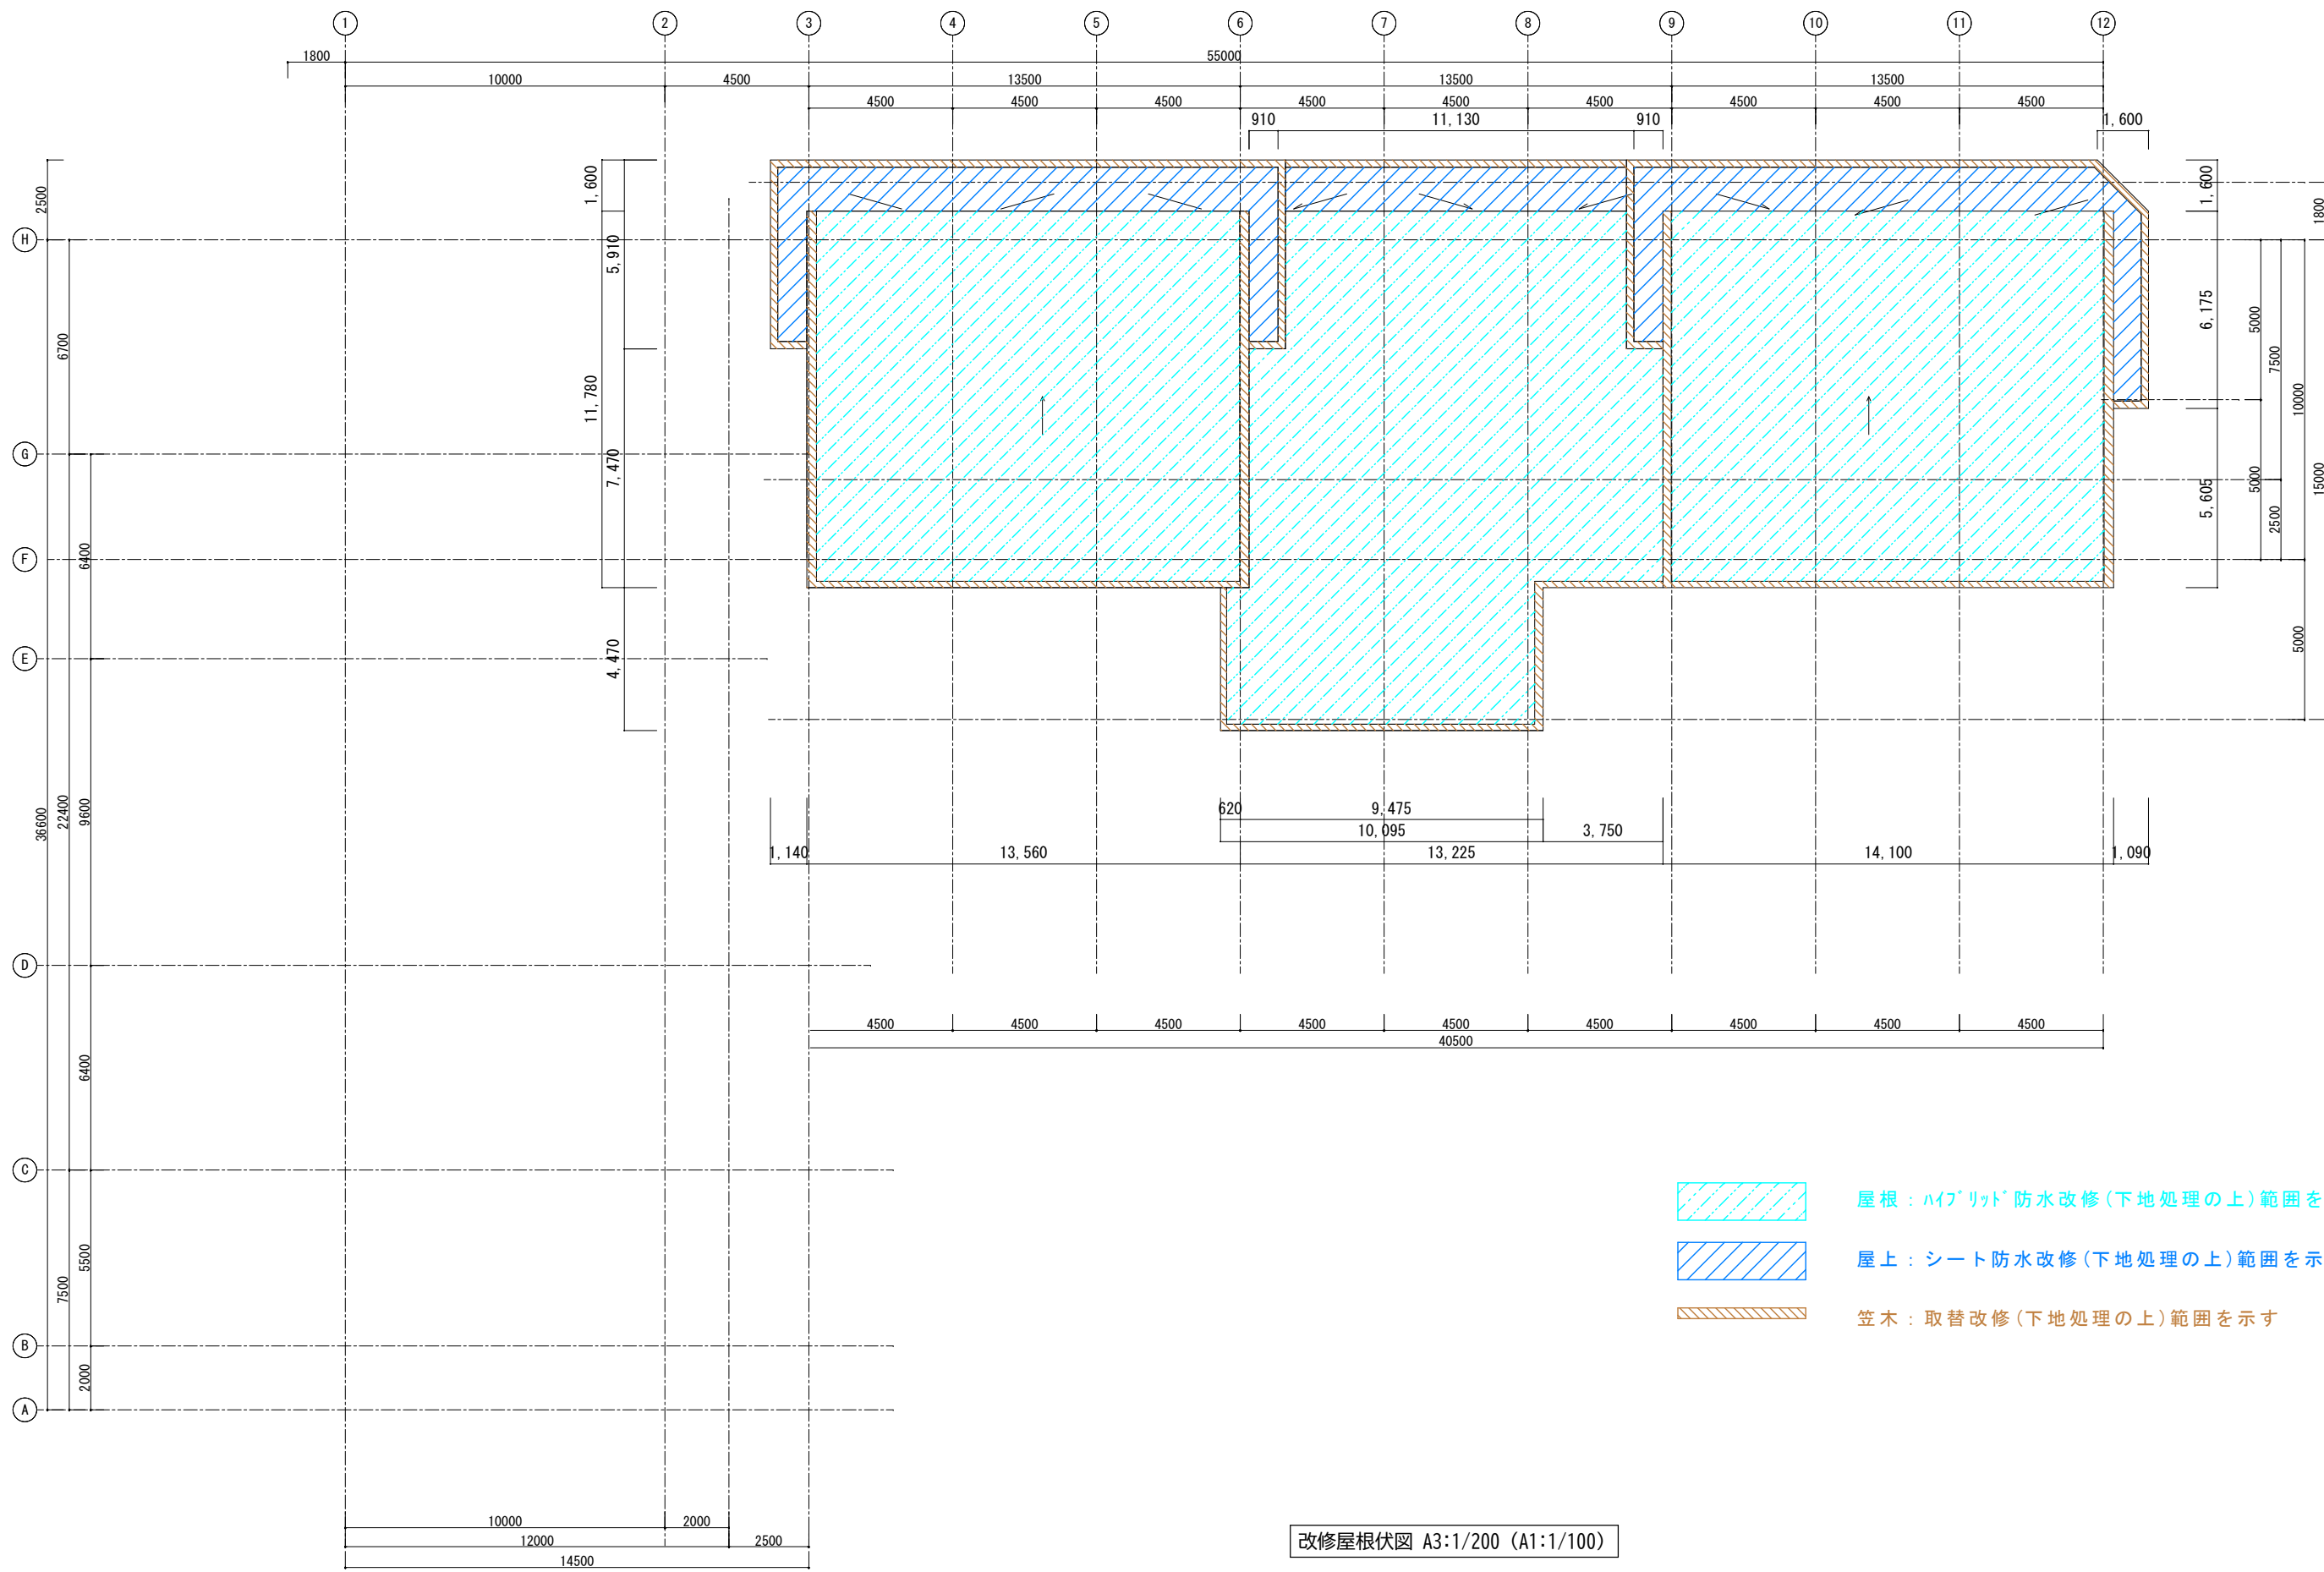 1 2 3 4 5 6 7 8 9 10 11 12
1800 55000
10000 4500 13500 13500 13500
4500 4500 4500 4500 4500 4500 4500 4500 4500
910 11,130 910 1,600
2500
1,600
1,600
1800
H
5,910
6,175
5000
6700
7500
11,780
10000
G
7,470
5,605
5000
15000
2500
F
6400
E
4,470
5000
36600
22400
9600
620 9,475
10,095 3,750
1,140 13,560 13,225 14,100 1,090
D
4500 4500 4500 4500 4500 4500 4500 4500 4500
40500
6400
C
屋根：ﾊｲﾌﾞﾘｯﾄﾞ防水改修(下地処理の上)範囲を
屋上：シート防水改修(下地処理の上)範囲を示
笠木：取替改修(下地処理の上)範囲を示す
5500
7500
B
2000
A
10000 2000
12000 2500
14500
改修屋根伏図 A3:1/200 (A1:1/100)